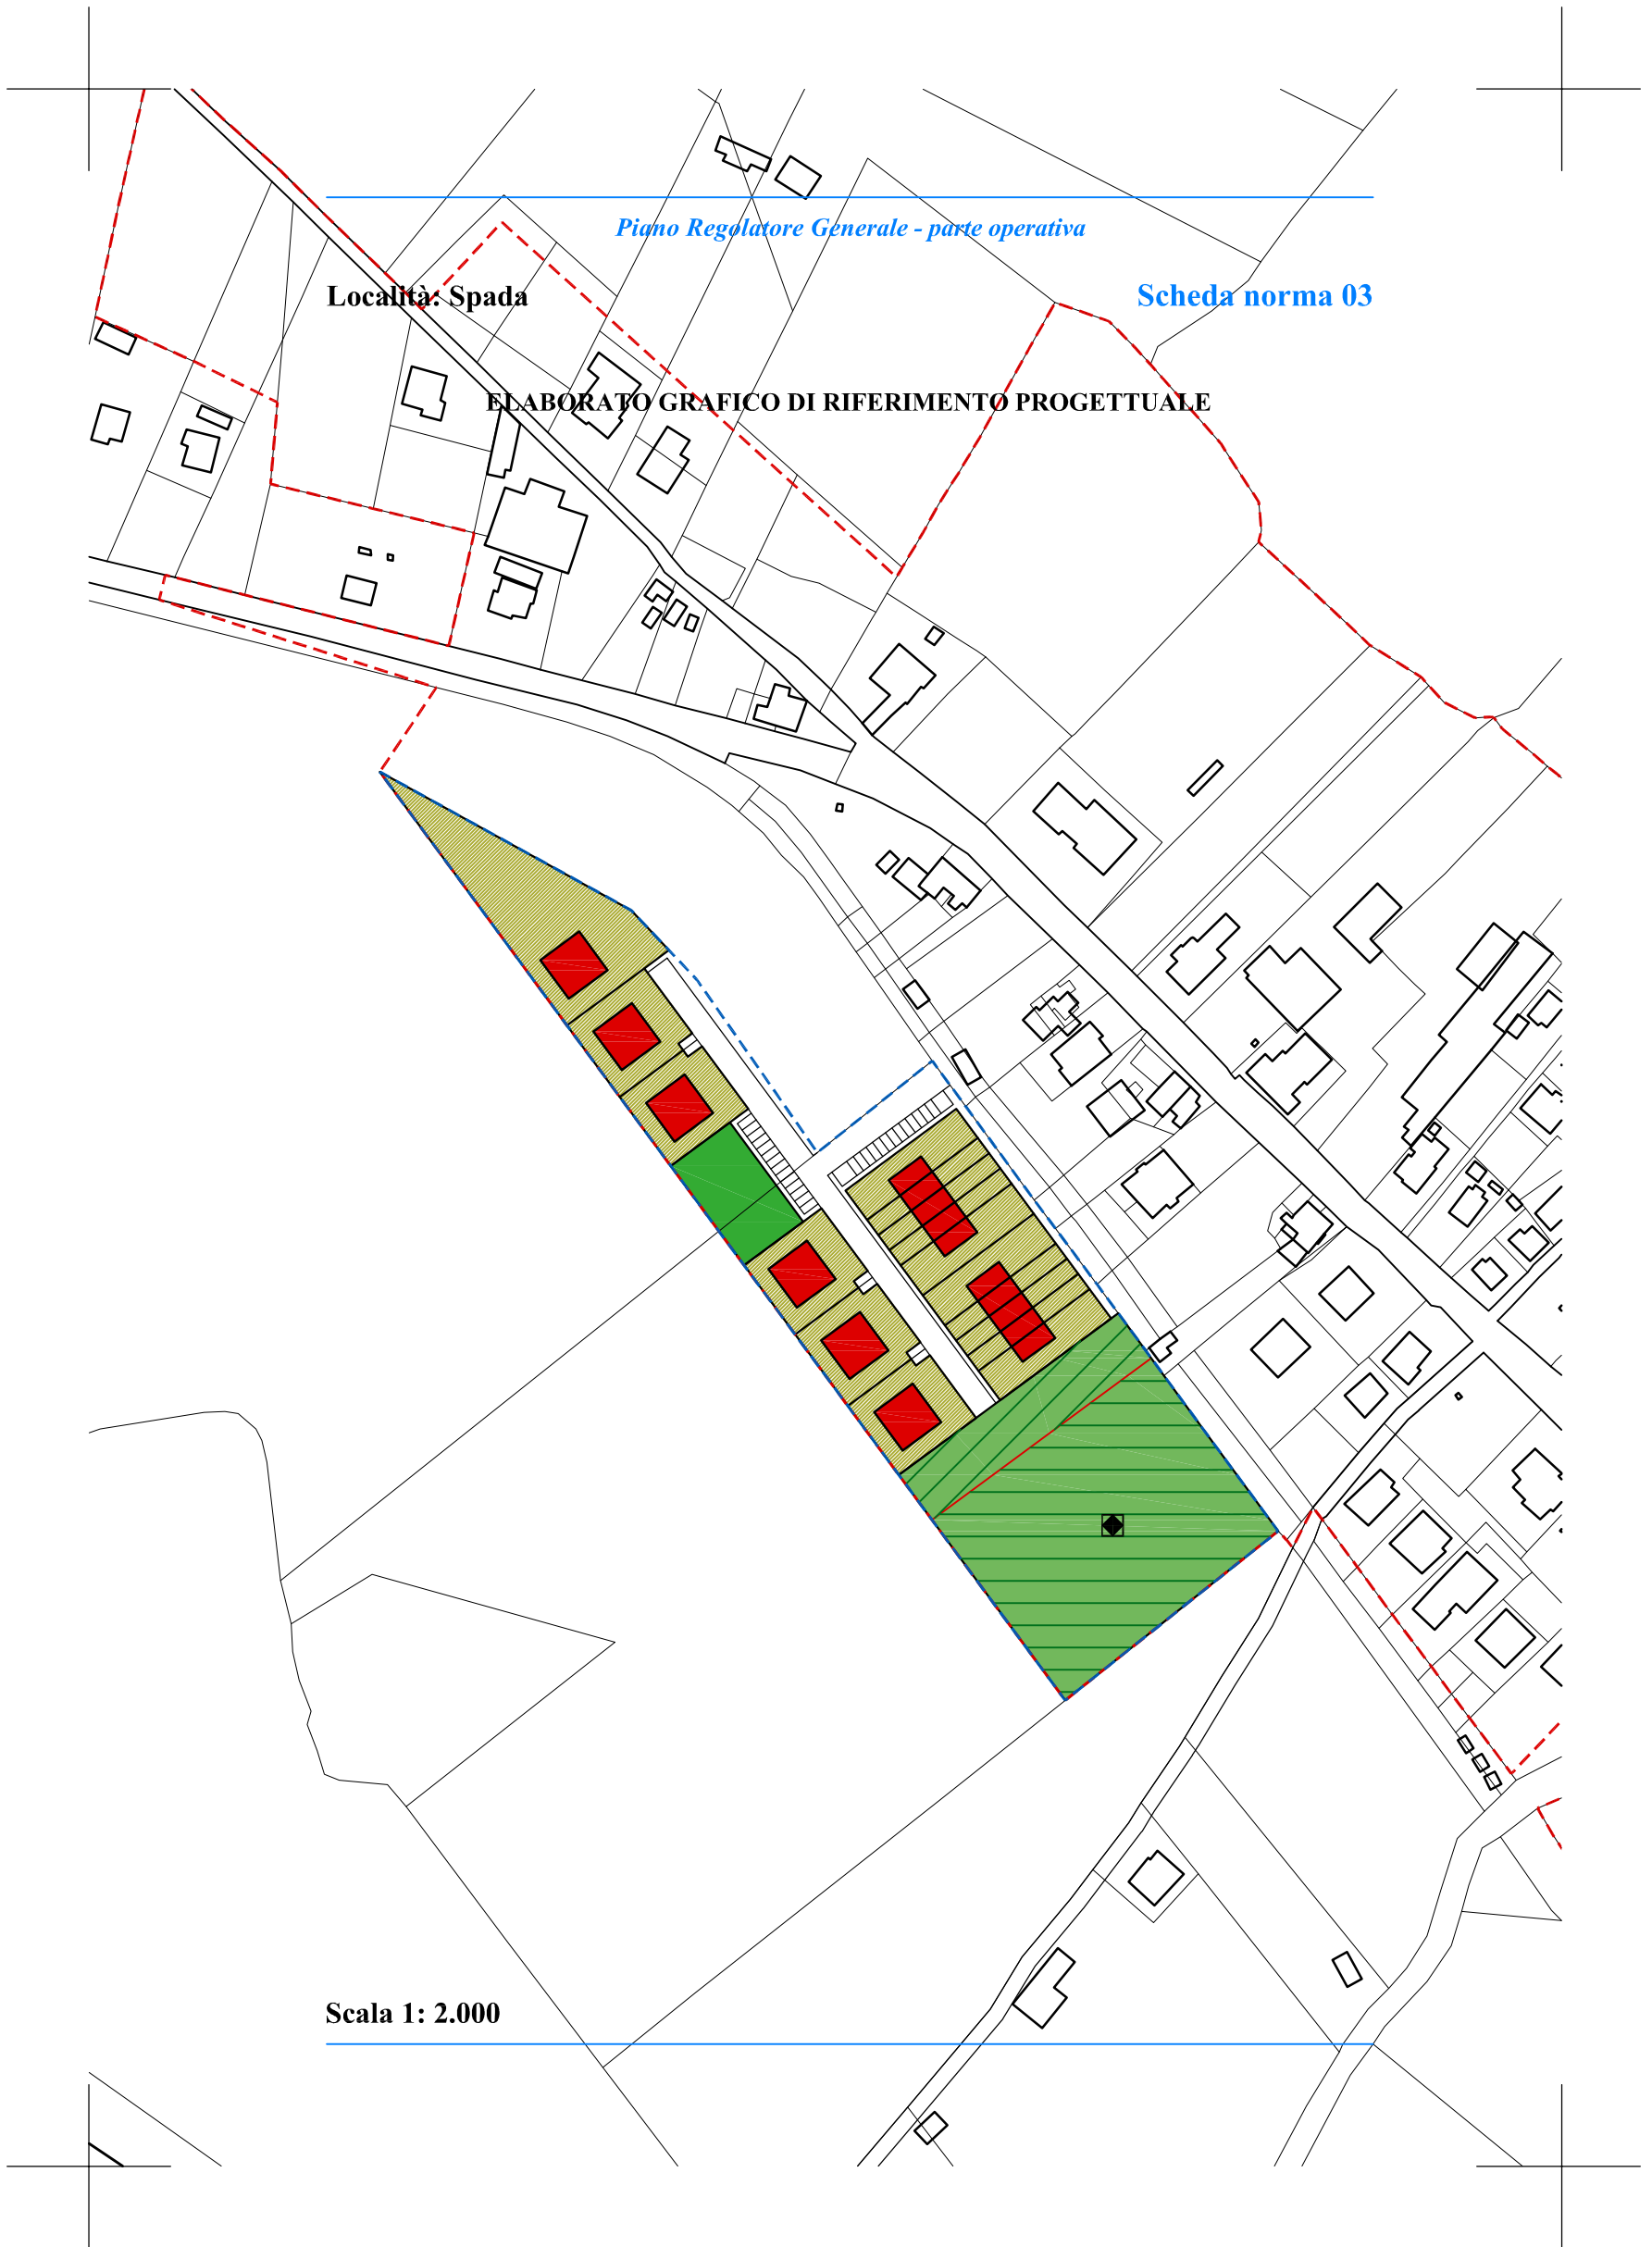 Piano Regolatore Generale - parte operativa
Località: Spada
Scheda norma 03
ELABORATO GRAFICO DI RIFERIMENTO PROGETTUALE
Scala 1: 2.000